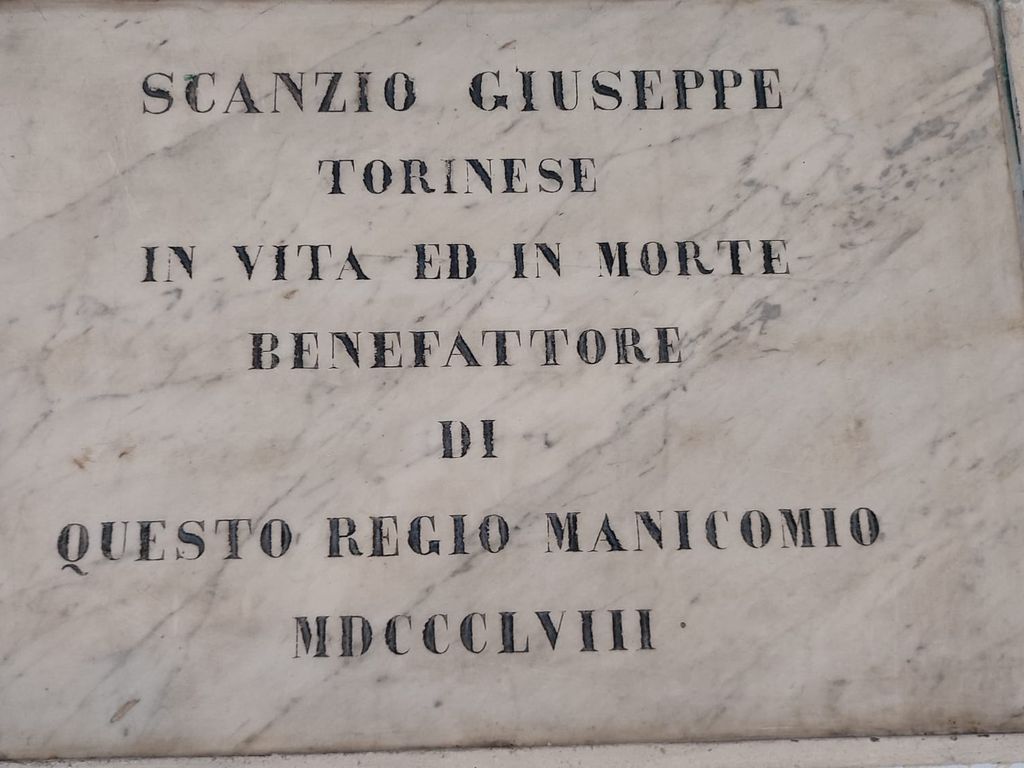 SCANZIO GIUSEPPE
TORINESE
IN VITA ED IN MORTE
BENEFATTORE
DI
QUESTO REGIO MANICOMIO
MDCCCLVIII